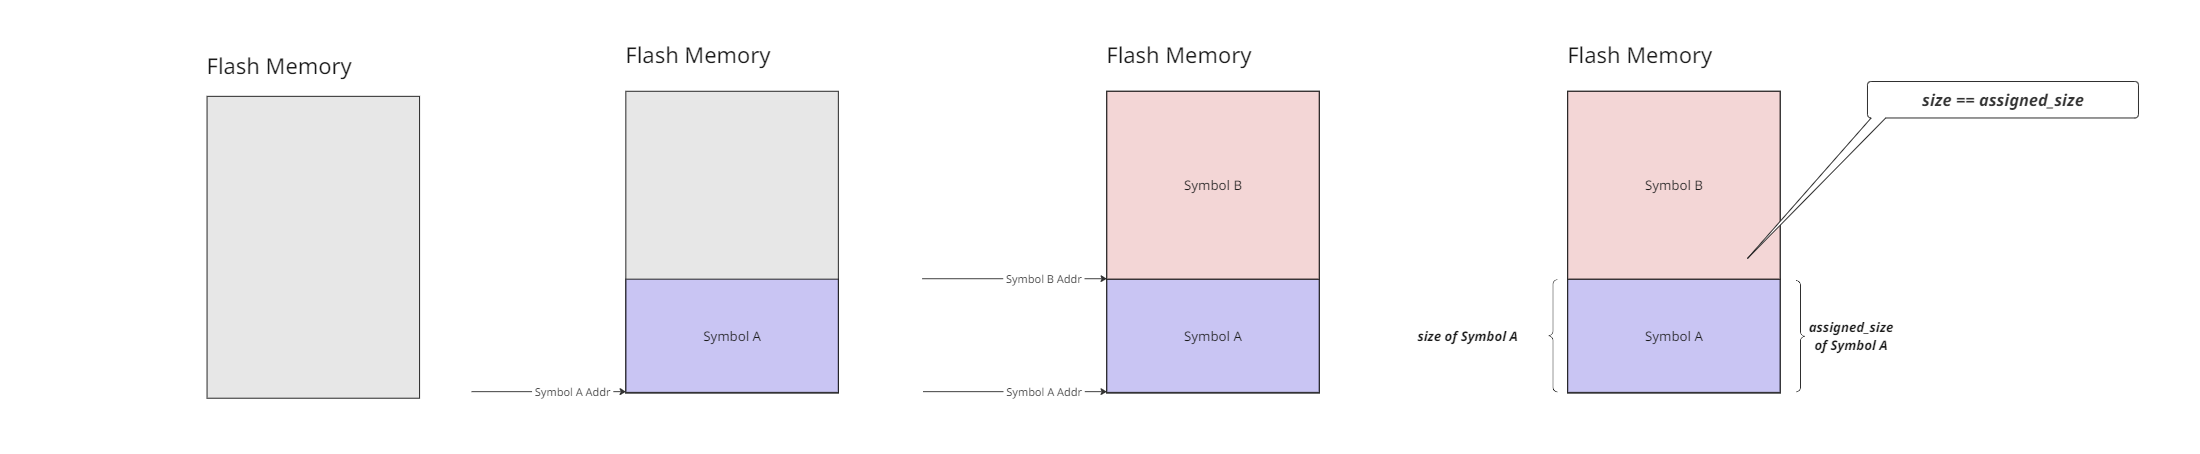 Flash Memory
Flash Memory
Flash Memory
Flash Memory
size == assigned_size
Symbol B
Symbol B
Symbol B Addr
Symbol A
Symbol A
size of Symbol A
Symbol A
assigned_size
of Symbol A
Symbol A Addr
Symbol A Addr